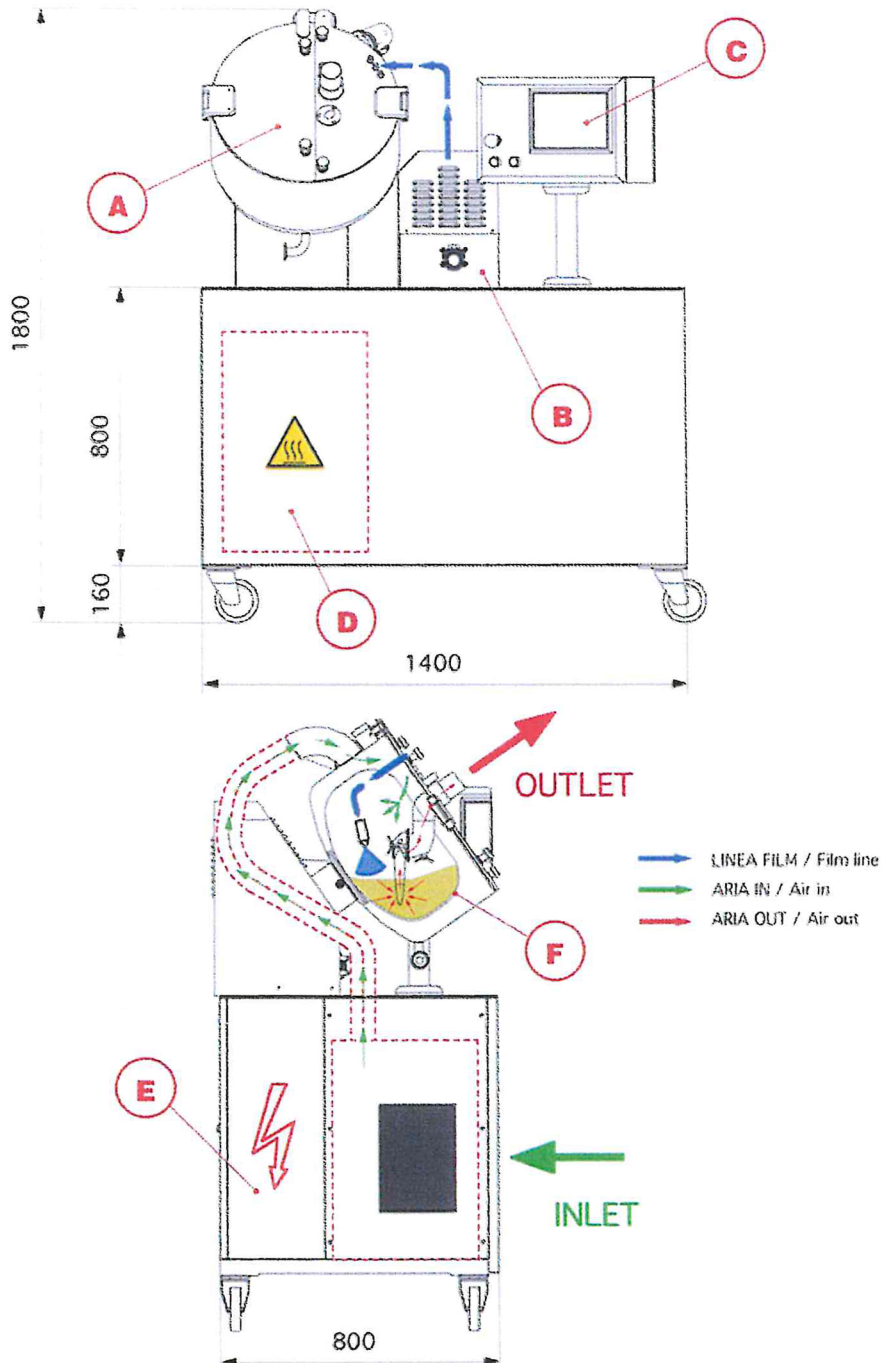 C
A
1800
B
800
D
160
1400
OUTLET
LINEA FILM / Film line
ARIA IN / Air in
ARIA OUT / Air out
F
E
INLET
800